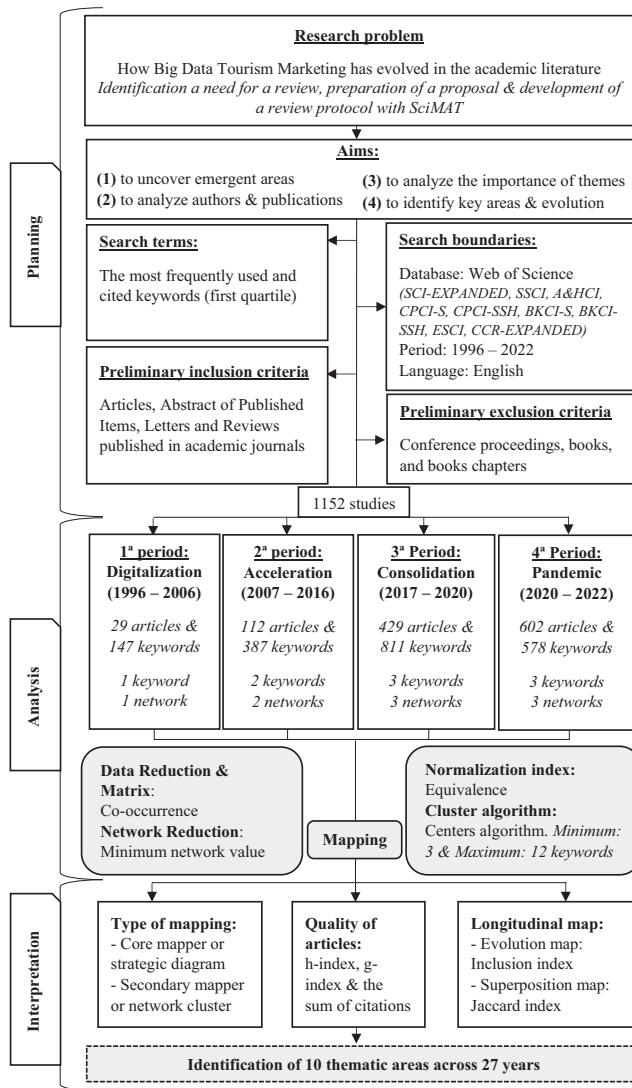 Planning
Research problem
How Big Data Tourism Marketing has evolved in the academic literature
Identification a need for a review, preparation of a proposal & development of
a review protocol with SciMAT
Aims:
(1) to uncover emergent areas
(2) to analyze authors & publications
(3) to analyze the importance of themes
(4) to identify key areas & evolution
Search terms:
The most frequently used and
cited keywords (first quartile)
Search boundaries:
Database: Web of Science
(SCI-EXPANDED, SSCI, A&HCI,
CPCI-S, CPCI-SSH, BKCI-S, BKCI-
SSH, ESCI, CCR-EXPANDED)
Period: 1996 – 2022
Language: English
Preliminary inclusion criteria
Articles, Abstract of Published
Items, Letters and Reviews
published in academic journals
Preliminary exclusion criteria
Conference proceedings, books,
and books chapters
1152 studies
Analysis
1ª period:
Digitalization
(1996 – 2006)
29 articles &
147 keywords
1 keyword
1 network
2ª period:
Acceleration
(2007 – 2016)
112 articles &
387 keywords
2 keywords
2 networks
3ª Period:
Consolidation
(2017 – 2020)
429 articles &
811 keywords
3 keywords
3 networks
4ª Period:
Pandemic
(2020 – 2022)
602 articles &
578 keywords
3 keywords
3 networks
Data Reduction &
Matrix:
Co-occurrence
Network Reduction:
Minimum network value
Mapping
Normalization index:
Equivalence
Cluster algorithm:
Centers algorithm. Minimum:
3 & Maximum: 12 keywords
Interpretation
Type of mapping:
- Core mapper or
strategic diagram
- Secondary mapper
or network cluster
Quality of
articles:
h-index, g-
index & the
sum of citations
Longitudinal map:
- Evolution map:
Inclusion index
- Superposition map:
Jaccard index
Identification of 10 thematic areas across 27 years